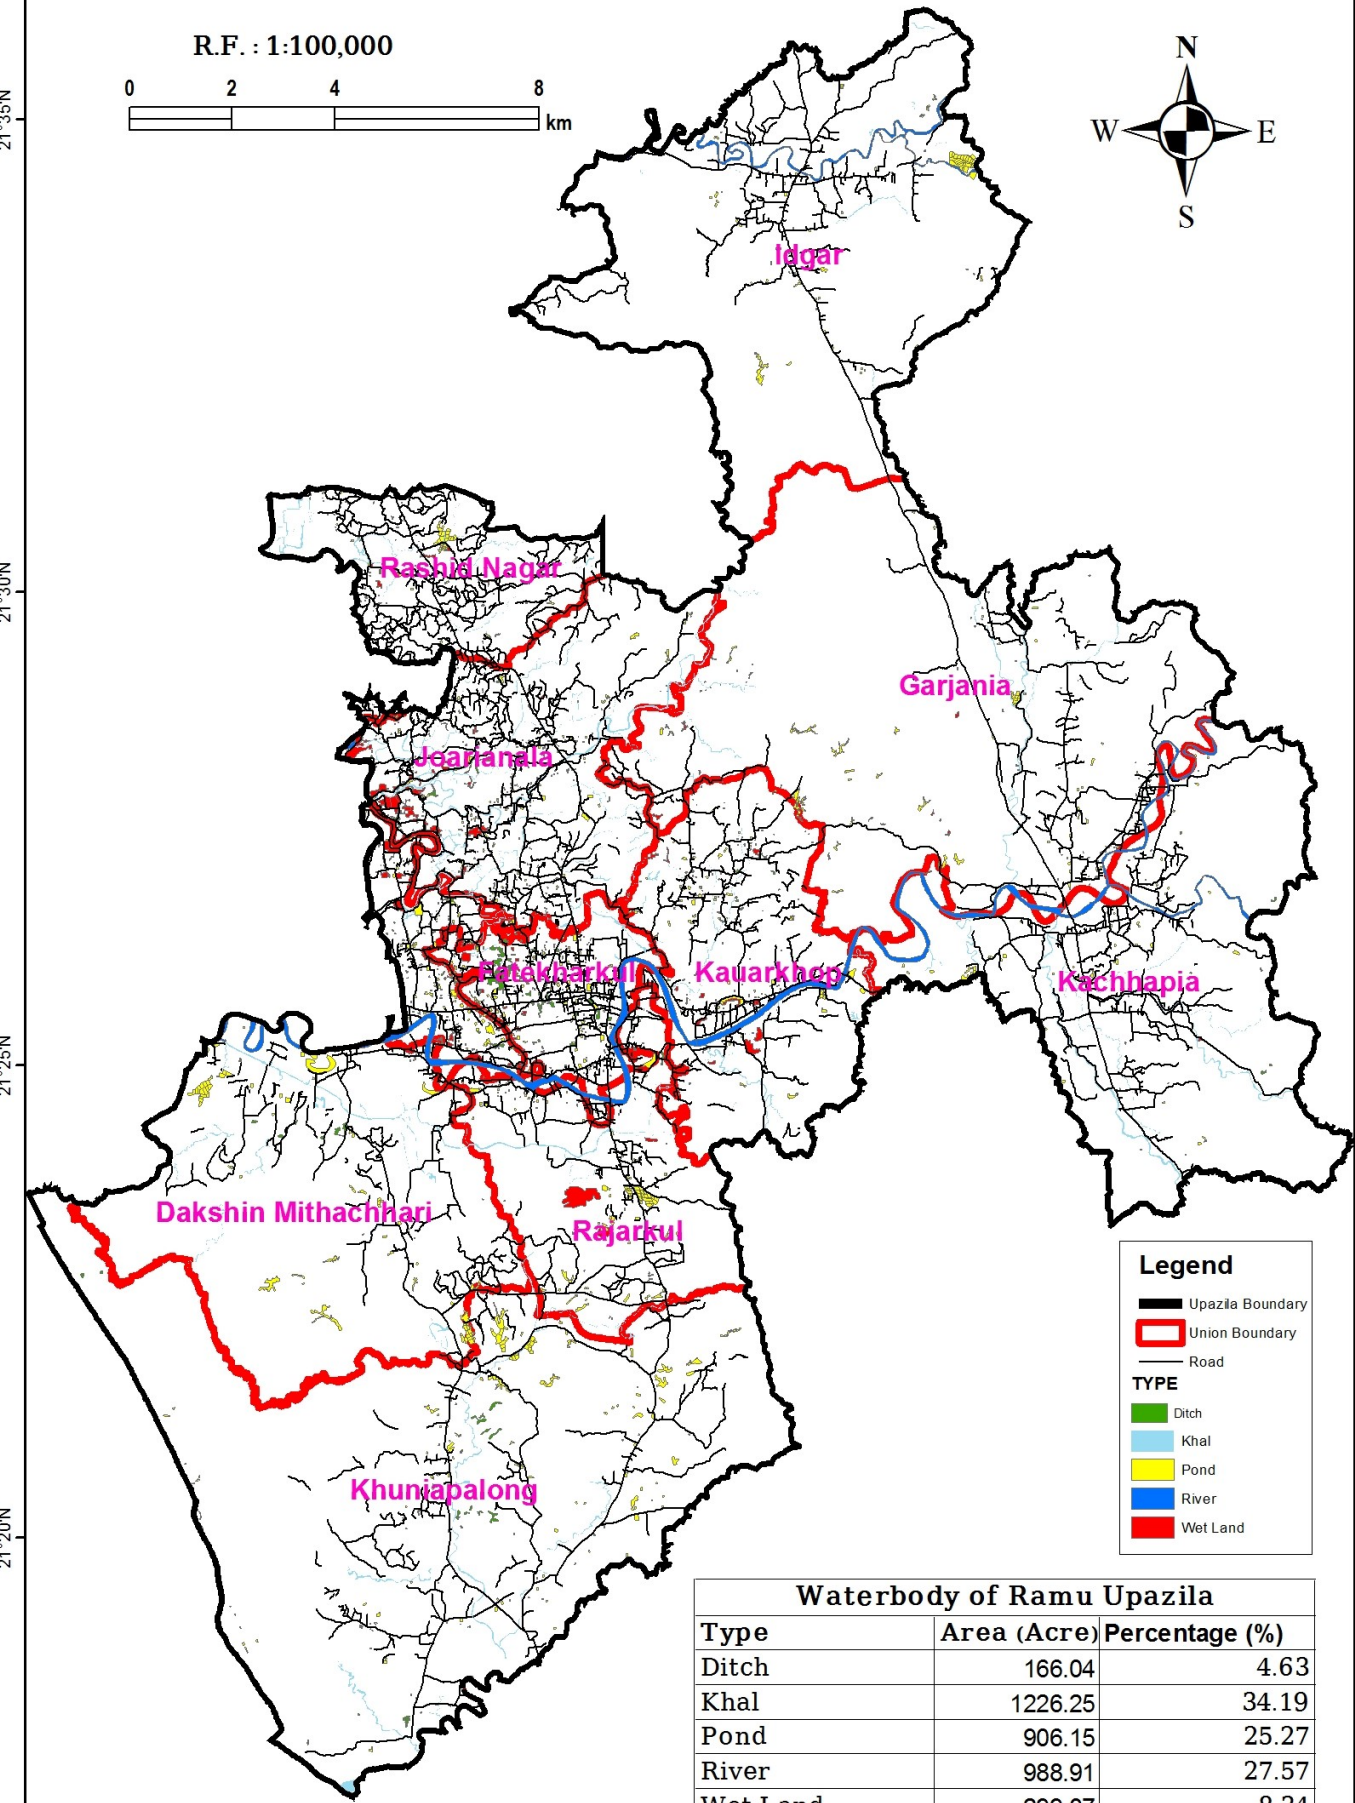 R.F. : 1:100,000
0 2 4 8
km
N
W E
S
21°35'N
21°30'N
21°25'N
21°20'N
Idgar
Rashid Nagar
Garjania
Joarianala
Fatekharkul
Kauarkhop
Kachhapia
Dakshin Mithachhari
Rajarkul
Khuniapalong
Legend
Upazila Boundary
Union Boundary
Road
TYPE
Ditch
Khal
Pond
River
Wet Land
Waterbody of Ramu Upazila
Type Area (Acre) Percentage (%)
Ditch 166.04 4.63
Khal 1226.25 34.19
Pond 906.15 25.27
River 988.91 27.57
Wet Land